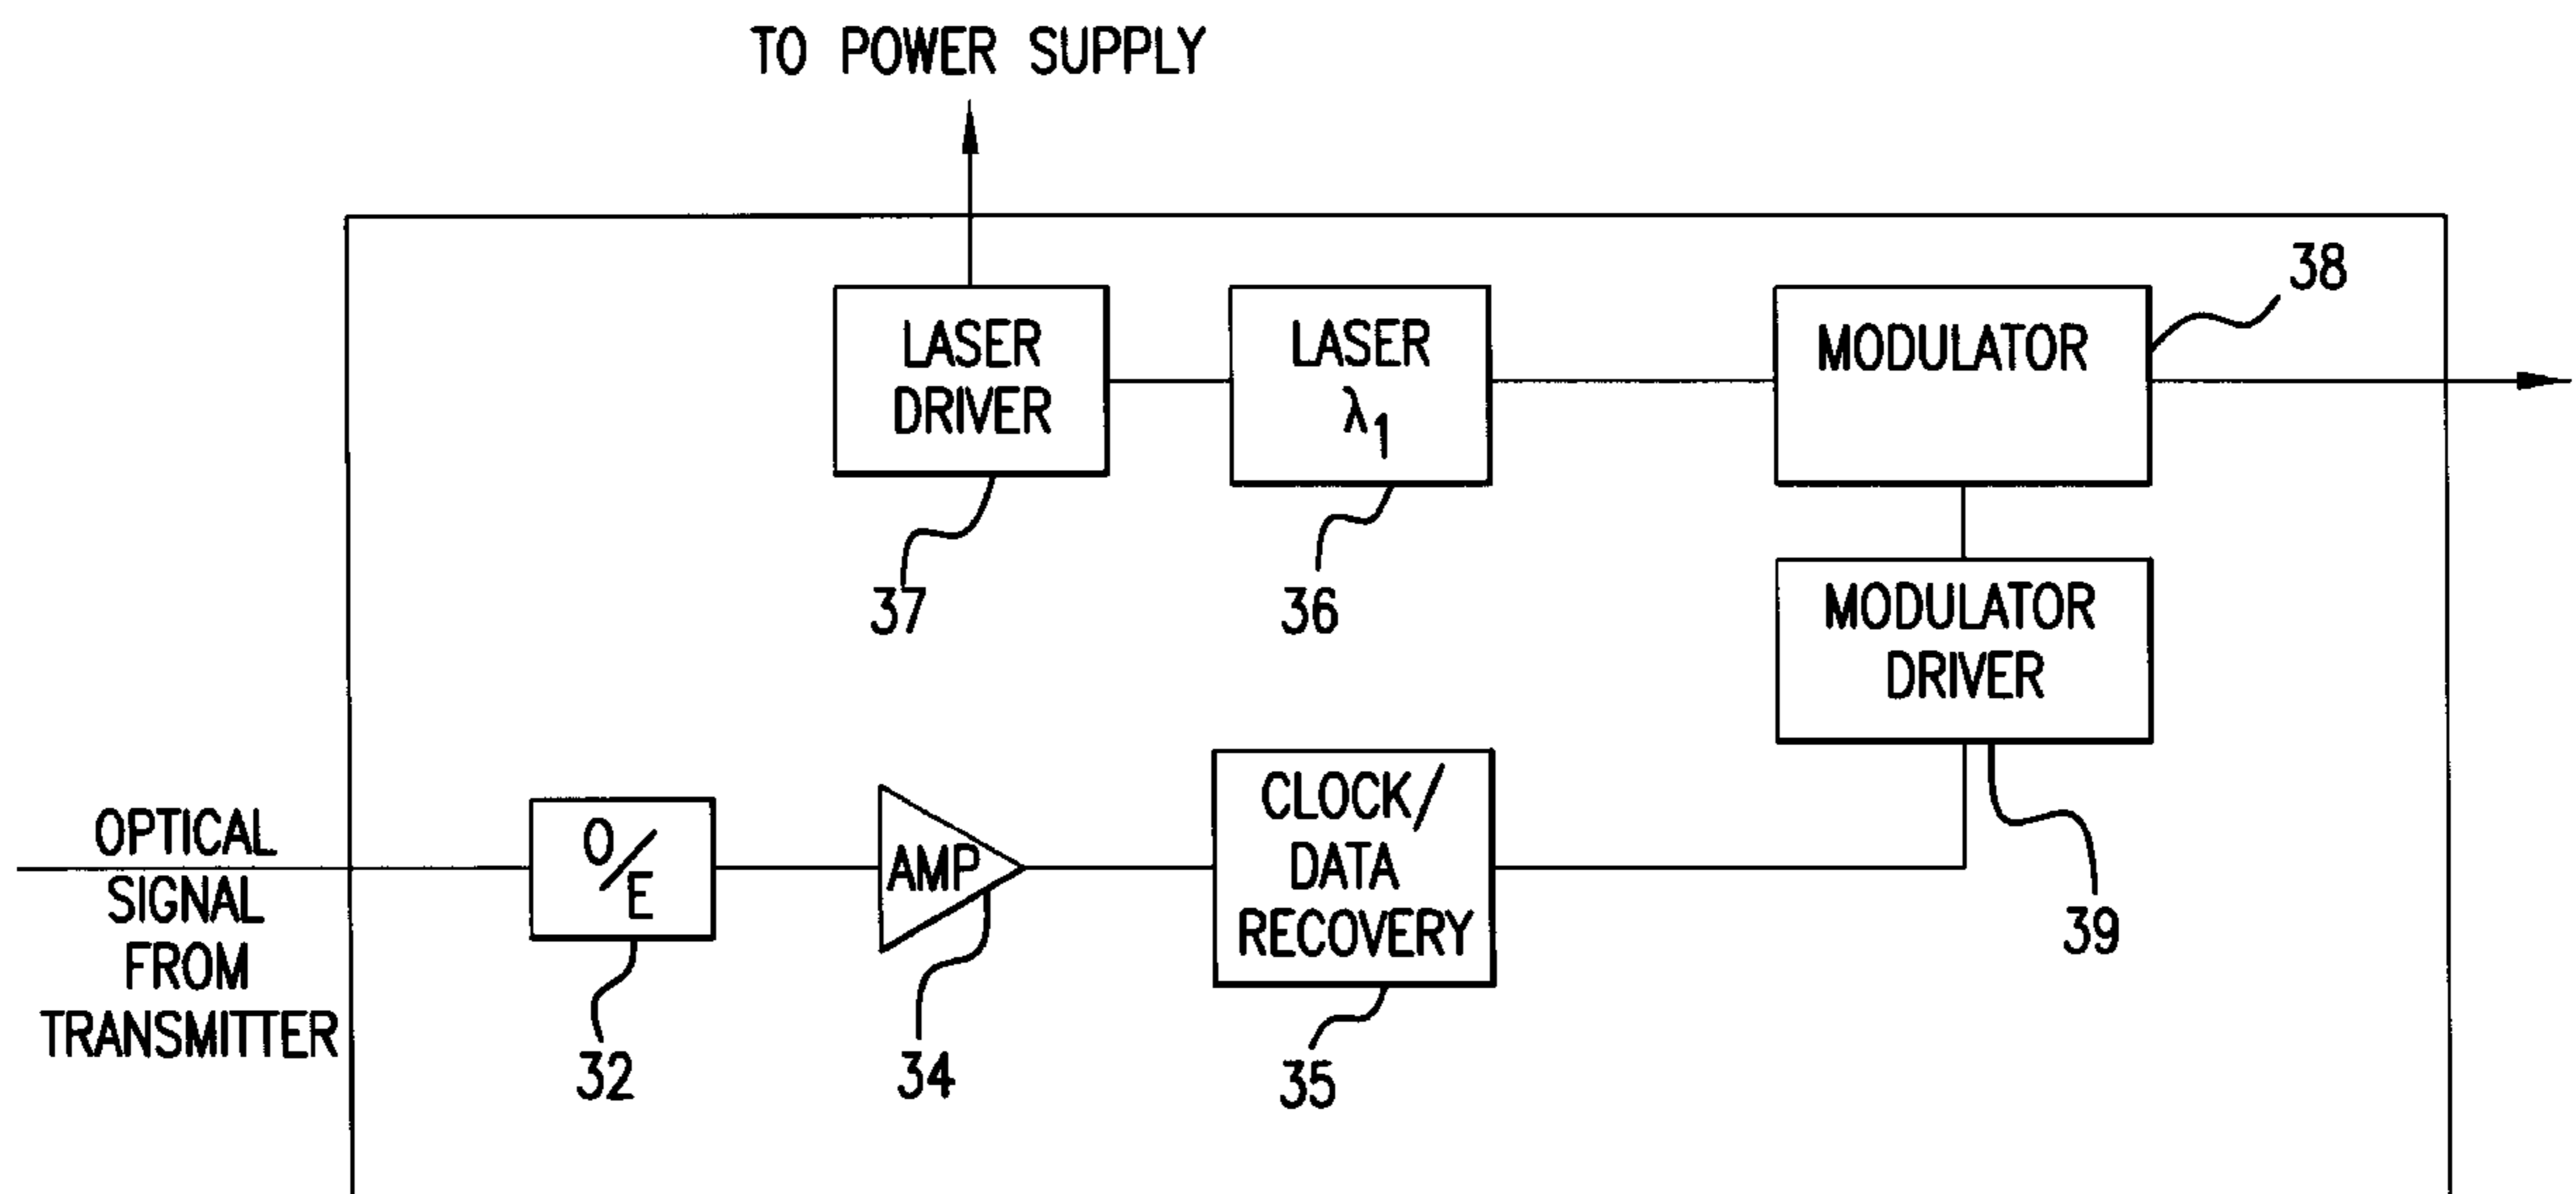 TO POWER SUPPLY
38
LASER
DRIVER
LASER
λ1
MODULATOR
37
36
MODULATOR
DRIVER
OPTICAL
SIGNAL
FROM
TRANSMITTER
O/E
AMP
CLOCK/
DATA
RECOVERY
39
32
34
35